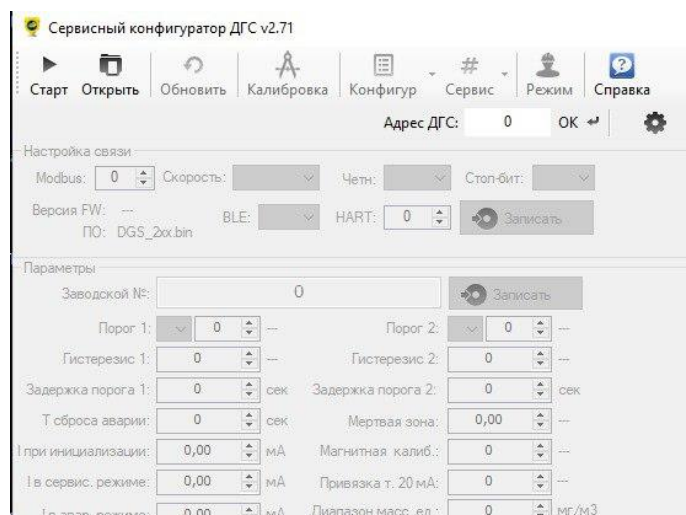 Сервисный конфигуратор ДГС v2.71
Старт Открыть Обновить Калибровка Конфигур Сервис Режим Справка
Адрес ДГС: 0 OK
Настройка связи
Modbus: 0 Скорость: Четн: Стоп-бит:
Версия FW: --- BLE: HART: 0 Записать
ПО: DGS_2xx.bin
Параметры
Заводской №: 0 Записать
Порог 1: 0 --- Порог 2: 0 ---
Гистерезис 1: 0 --- Гистерезис 2: 0 ---
Задержка порога 1: 0 сек Задержка порога 2: 0 сек
Т сброса аварии: 0 сек Мертвая зона: 0,00 ---
I при инициализации: 0,00 мА Магнитная калиб.: 0 ---
I в сервис. режиме: 0,00 мА Привязка т. 20 мА: 0 ---
I в авар. режиме: 0,00 мА Диапазон масс. ед.: 0 мг/м3